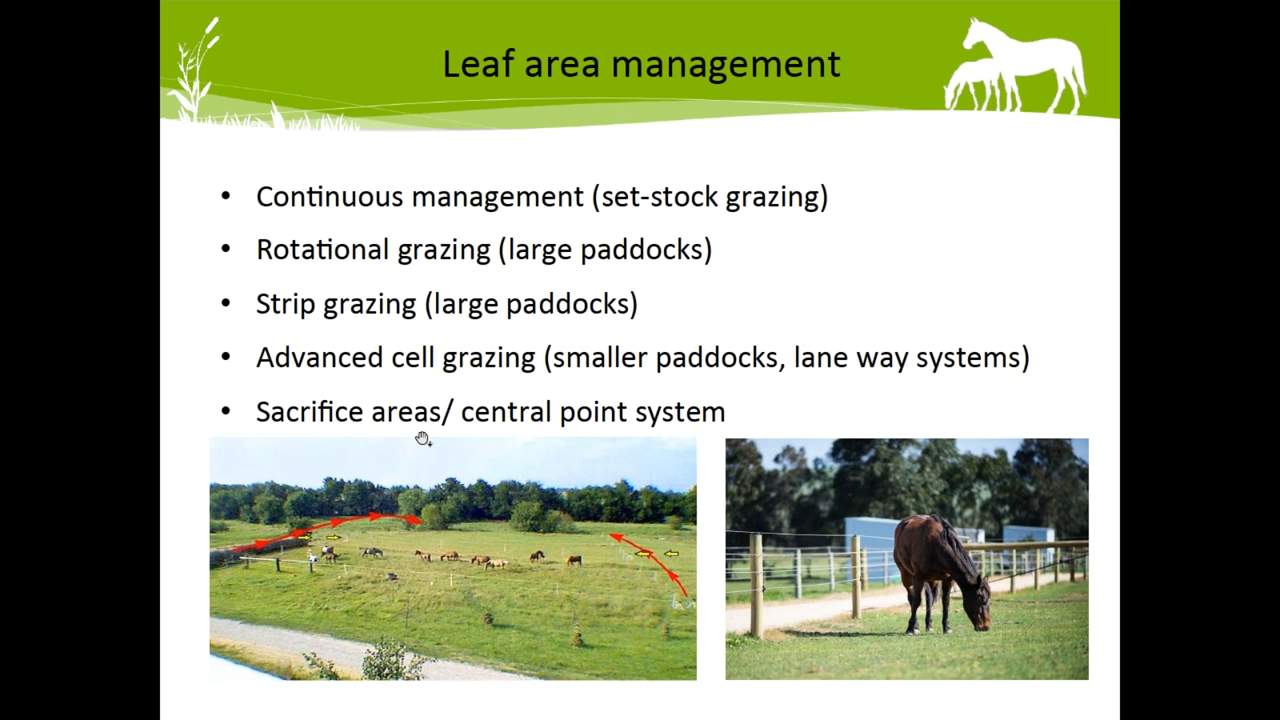 Leaf area management
• Continuous management (set-stock grazing)
• Rotational grazing (large paddocks)
• Strip grazing (large paddocks)
• Advanced cell grazing (smaller paddocks, lane way systems)
• Sacrifice areas/ central point system